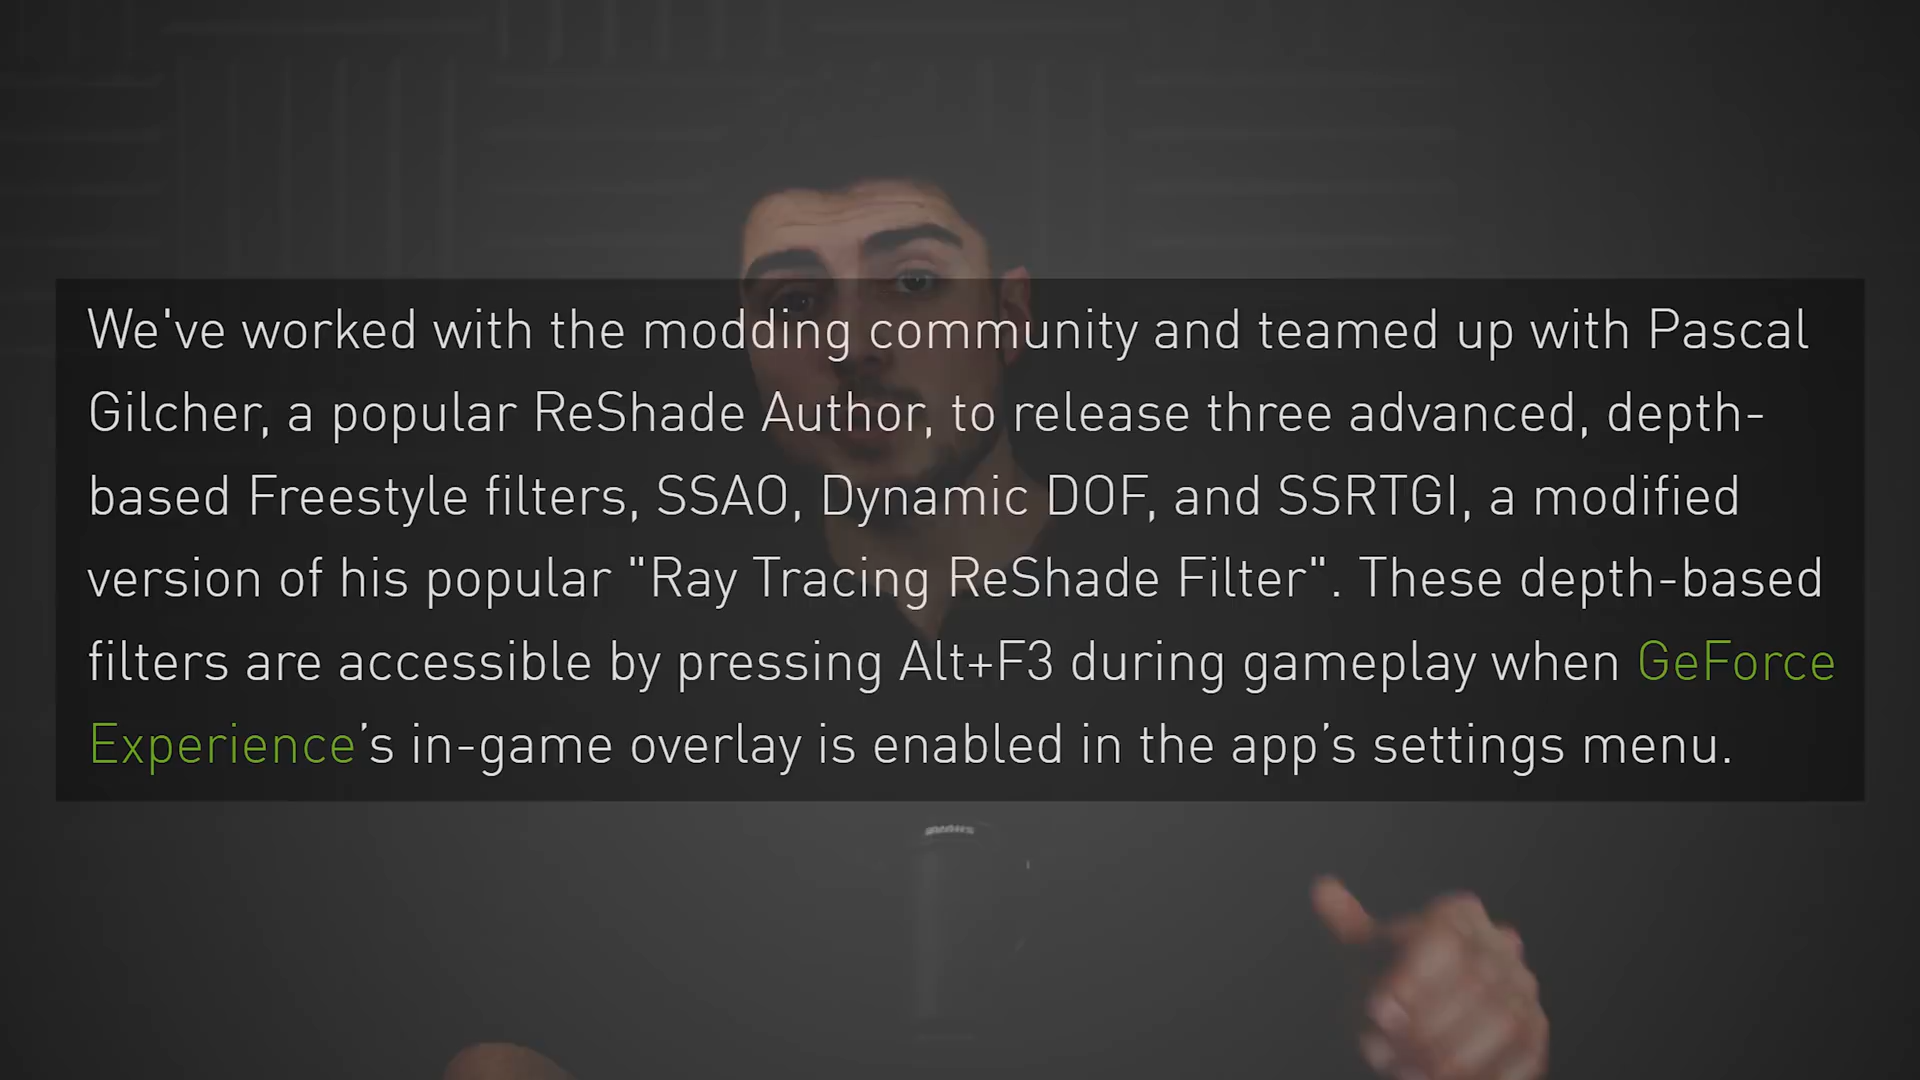 We've worked with the modding community and teamed up with Pascal
Gilcher, a popular ReShade Author, to release three advanced, depth-
based Freestyle filters, SSAO, Dynamic DOF, and SSRTGI, a modified
version of his popular "Ray Tracing ReShade Filter". These depth-based
filters are accessible by pressing Alt+F3 during gameplay when GeForce
Experience’s in-game overlay is enabled in the app’s settings menu.